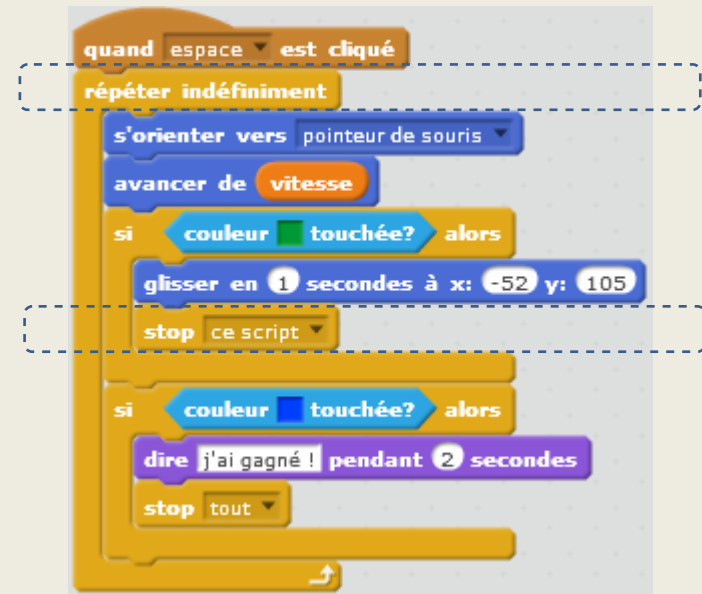 quand espace est cliqué
répéter indéfiniment
s'orienter vers pointeur de souris
avancer de vitesse
si couleur touchée? alors
glisser en 1 secondes à x: -52 y: 105
stop ce script
si couleur touchée? alors
dire j'ai gagné ! pendant 2 secondes
stop tout